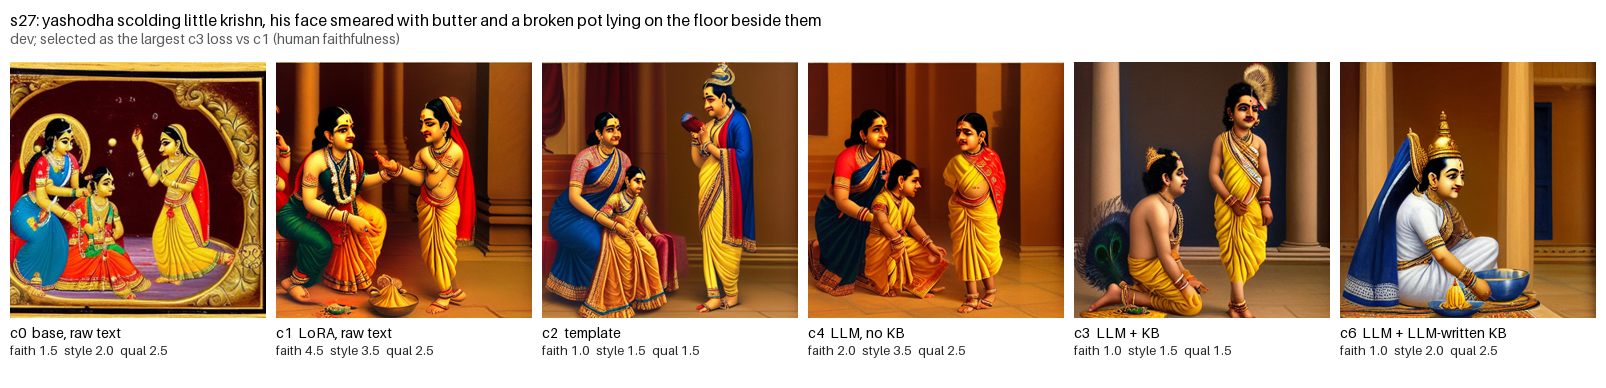 s27: yashodha scolding little krishn, his face smeared with butter and a broken pot lying on the floor beside them
dev; selected as the largest c3 loss vs c1 (human faithfulness)
c0 base, raw text
faith 1.5 style 2.0 qual 2.5
c1 LoRA, raw text
faith 4.5 style 3.5 qual 2.5
c2 template
faith 1.0 style 1.5 qual 1.5
c4 LLM, no KB
faith 2.0 style 3.5 qual 2.5
c3 LLM + KB
faith 1.0 style 1.5 qual 1.5
c6 LLM + LLM-written KB
faith 1.0 style 2.0 qual 2.5